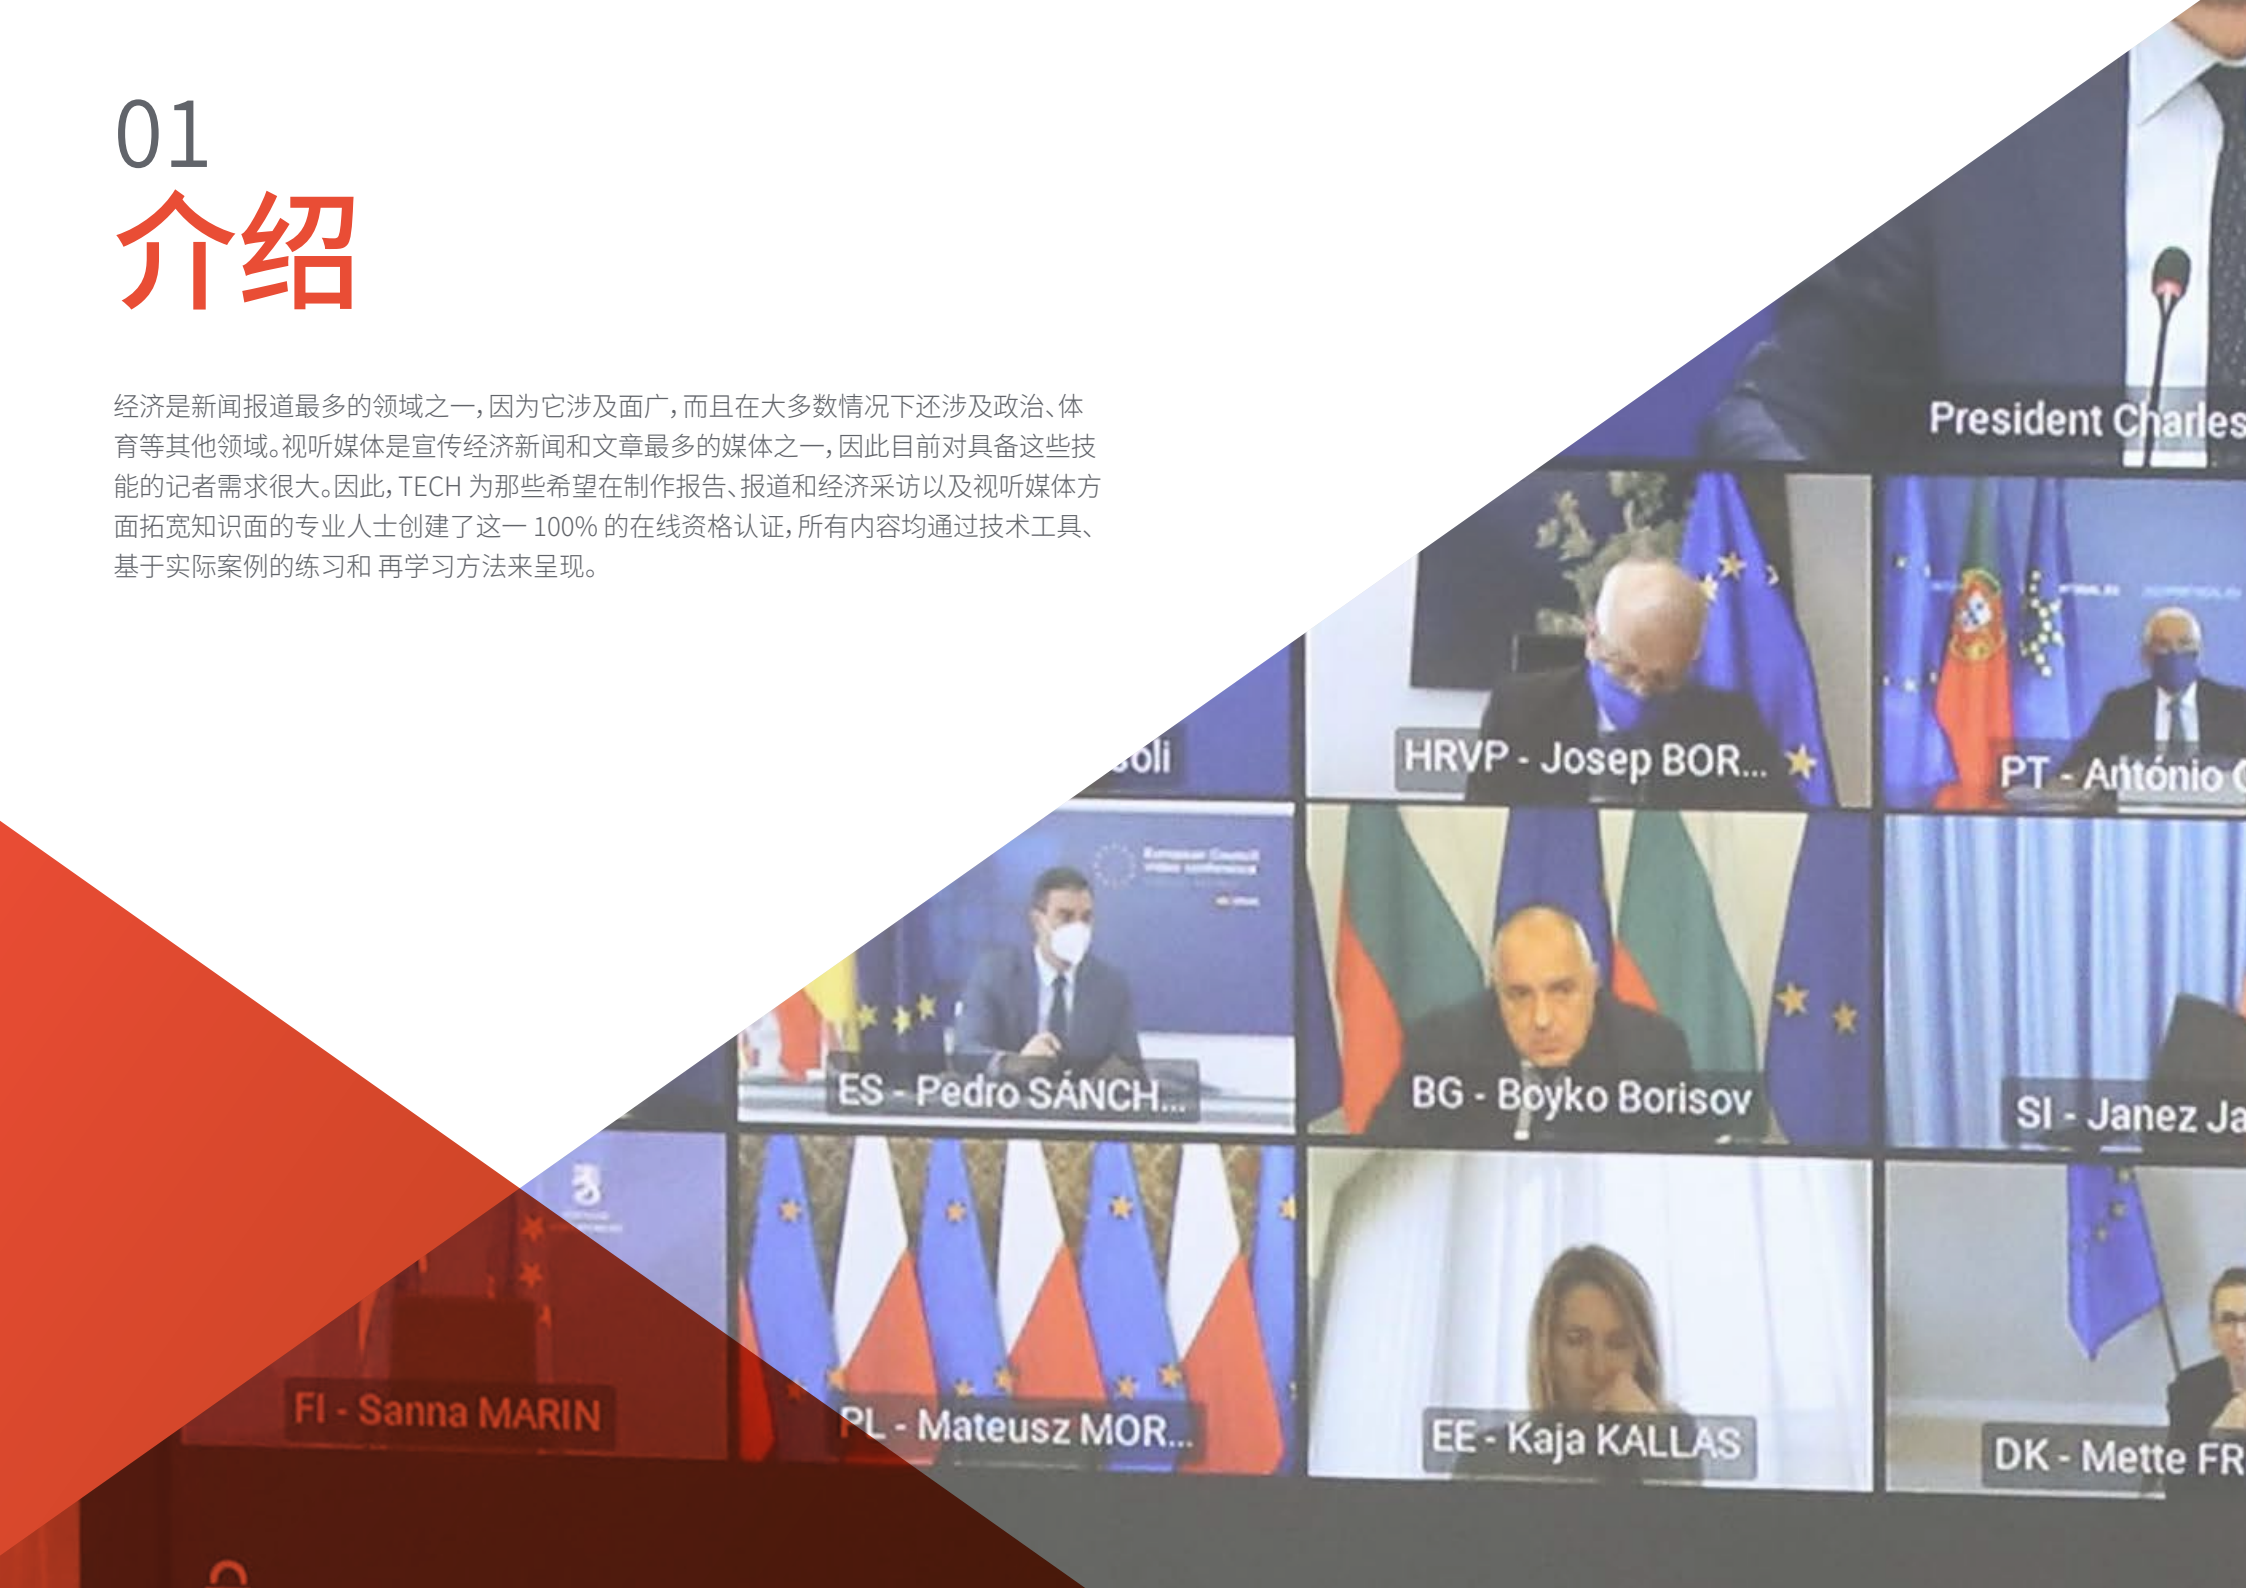 01
介绍
经济是新闻报道最多的领域之一，因为它涉及面广，而且在大多数情况下还涉及政治、体
育等其他领域。视听媒体是宣传经济新闻和文章最多的媒体之一，因此目前对具备这些技
能的记者需求很大。因此，TECH 为那些希望在制作报告、报道和经济采访以及视听媒体方
面拓宽知识面的专业人士创建了这一 100% 的在线资格认证，所有内容均通过技术工具、
基于实际案例的练习和 再学习方法来呈现。
President Charles
oli
HRVP - Josep BOR...
PT - António
European Council
video conference
ES - Pedro SÁNCH...
BG - Boyko Borisov
SI - Janez Ja
FI - Sanna MARIN
PL - Mateusz MOR...
EE - Kaja KALLAS
DK - Mette FR